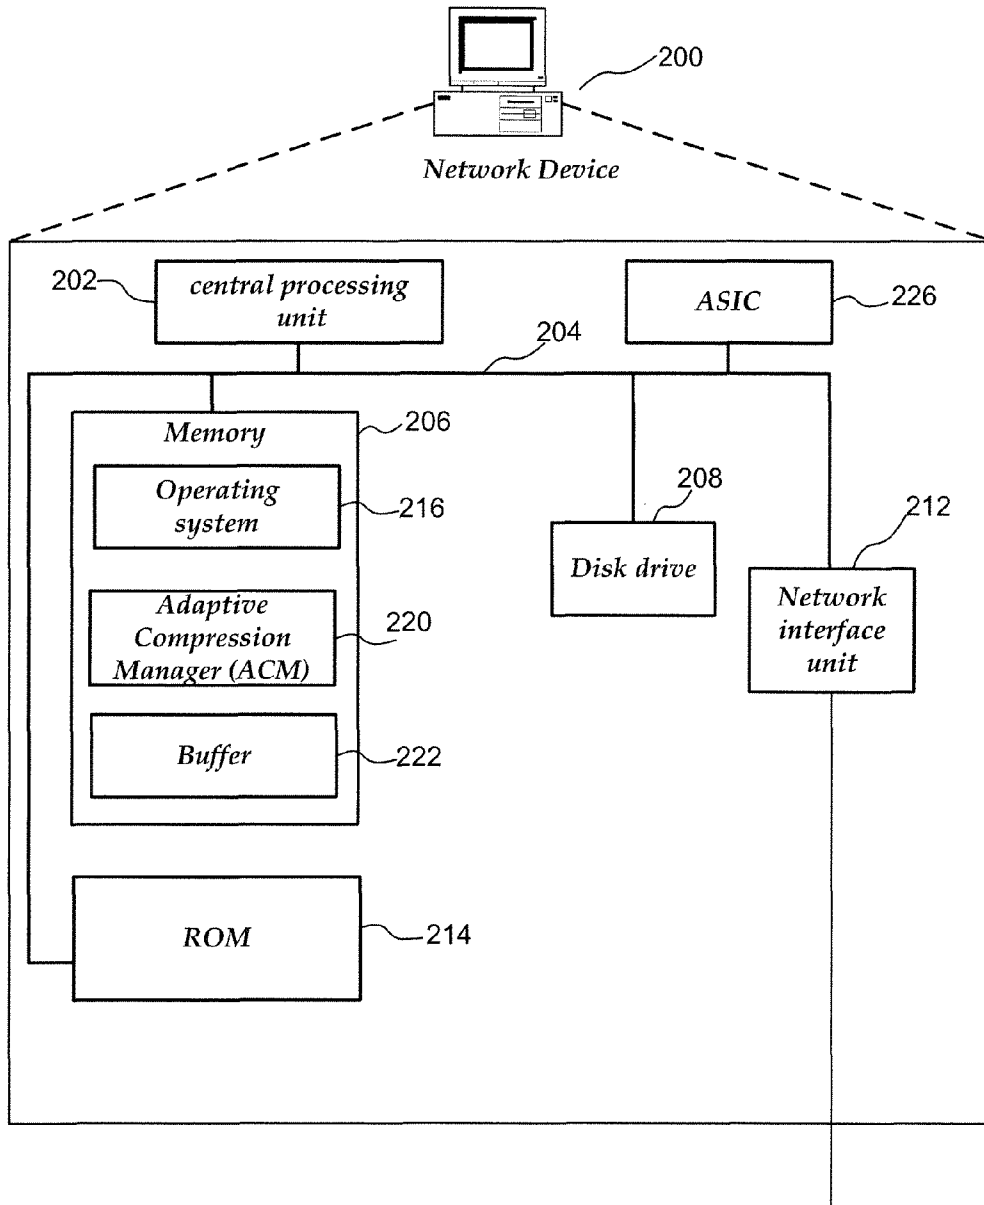 200
Network Device
202
central processing
unit
ASIC
226
204
Memory
206
Operating
system
216
208
Disk drive
212
Network
interface
unit
Adaptive
Compression
Manager (ACM)
220
Buffer
222
ROM
214